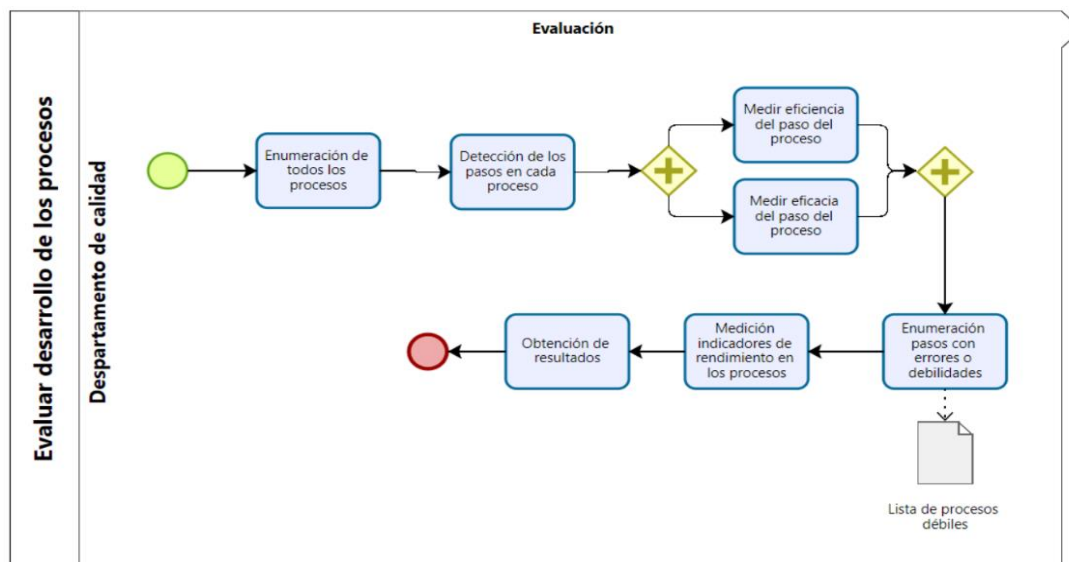 Evaluación
Evaluar desarrollo de los procesos
Despartamento de calidad
Enumeración de
todos los
procesos
Detección de los
pasos en cada
proceso
Medir eficiencia
del paso del
proceso
Medir eficacia
del paso del
proceso
Enumeración
pasos con
errores o
debilidades
Medición
indicadores de
rendimiento en
los procesos
Obtención de
resultados
Lista de procesos
débiles